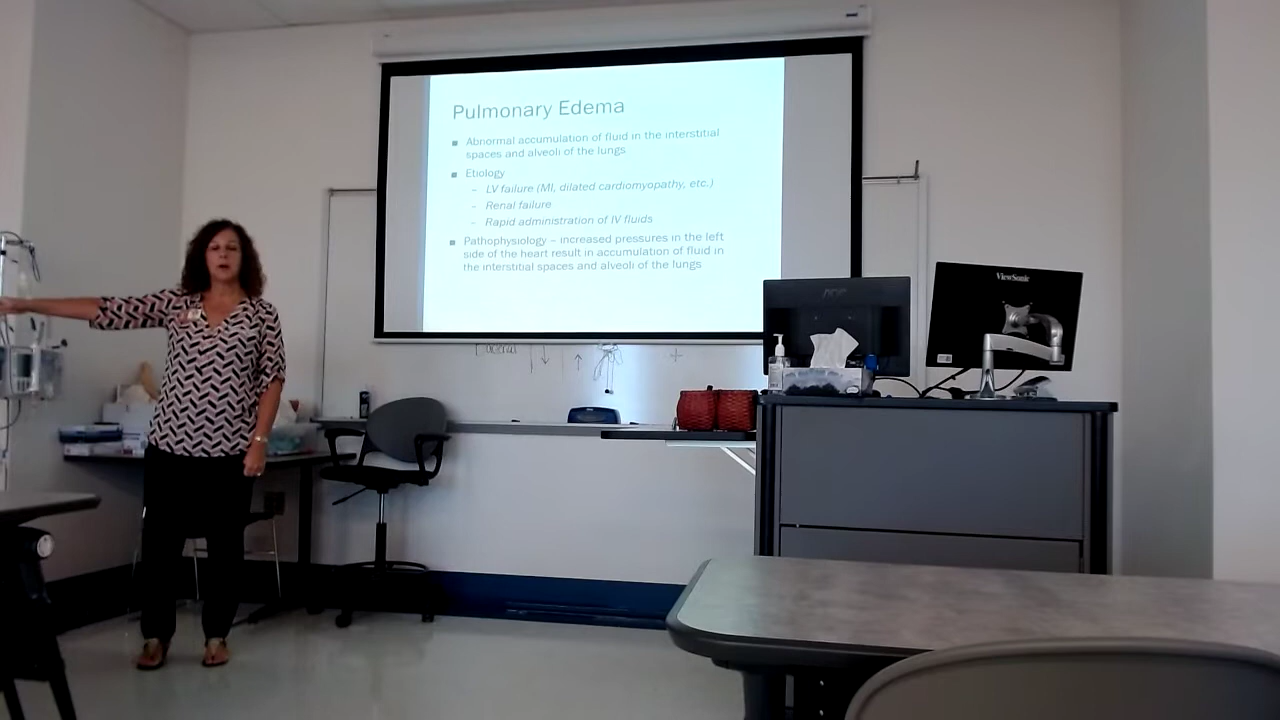 Pulmonary Edema
Abnormal accumulation of fluid in the interstitial
spaces and alveoli of the lungs
Etiology
– LV failure (MI, dilated cardiomyopathy, etc.)
– Renal failure
– Rapid administration of IV fluids
Pathophysiology – increased pressures in the left
side of the heart result in accumulation of fluid in
the interstitial spaces and alveoli of the lungs
ViewSonic